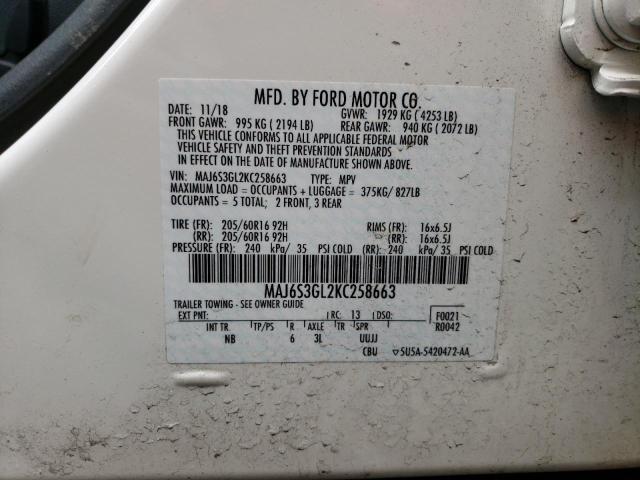 MFD. BY FORD MOTOR CO.
DATE: 11/18 GVWR: 1929 KG ( 4253 LB)
FRONT GAWR: 995 KG ( 2194 LB) REAR GAWR: 940 KG ( 2072 LB)
THIS VEHICLE CONFORMS TO ALL APPLICABLE FEDERAL MOTOR
VEHICLE SAFETY AND THEFT PREVENTION STANDARDS
IN EFFECT ON THE DATE OF MANUFACTURE SHOWN ABOVE.
VIN: MAJ6S3GL2KC258663 TYPE: MPV
MAXIMUM LOAD = OCCUPANTS + LUGGAGE = 375KG/ 827LB
OCCUPANTS = 5 TOTAL; 2 FRONT, 3 REAR
TIRE (FR): 205/60R16 92H RIMS (FR): 16x6.5J
(RR): 205/60R16 92H (RR): 16x6.5J
PRESSURE (FR): 240 kPa/ 35 PSI COLD (RR): 240 kPa/ 35 PSI COLD
MAJ6S3GL2KC258663
TRAILER TOWING - SEE OWNER GUIDE
EXT PNT: RC: 13 DSO: F0021
R0042
INT TR. TP/PS R AXLE TR SPR
NB 6 3L UUJJ
CBU ▽5U5A-5420472-AA